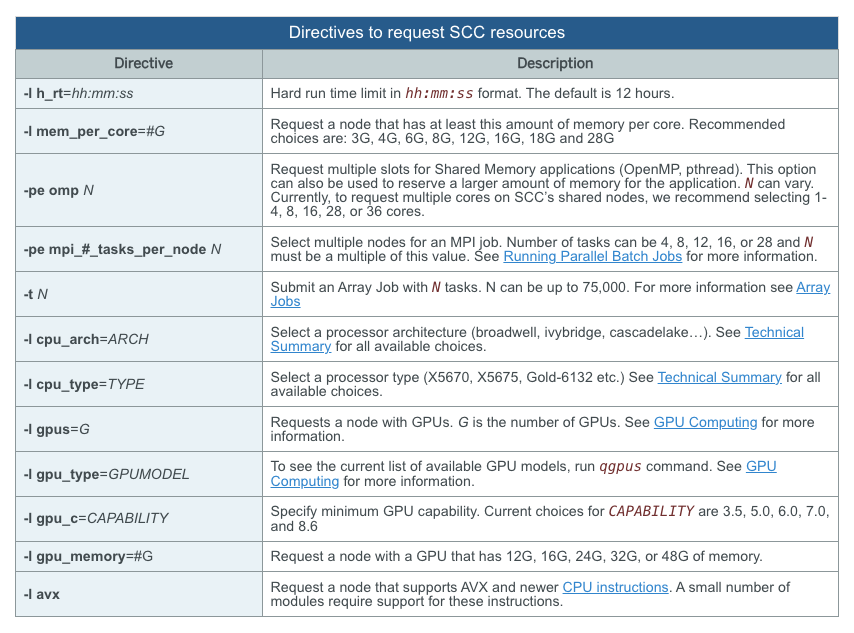 Directives to request SCC resources
Directive Description
-l h_rt=hh:mm:ss Hard run time limit in hh:mm:ss format. The default is 12 hours.
-l mem_per_core=#G Request a node that has at least this amount of memory per core. Recommended
choices are: 3G, 4G, 6G, 8G, 12G, 16G, 18G and 28G
-pe omp N Request multiple slots for Shared Memory applications (OpenMP, pthread). This option
can also be used to reserve a larger amount of memory for the application. N can vary.
Currently, to request multiple cores on SCC's shared nodes, we recommend selecting 1-
4, 8, 16, 28, or 36 cores.
-pe mpi_#_tasks_per_node N Select multiple nodes for an MPI job. Number of tasks can be 4, 8, 12, 16, or 28 and N
must be a multiple of this value. See Running Parallel Batch Jobs for more information.
-t N Submit an Array Job with N tasks. N can be up to 75,000. For more information see Array
Jobs
-l cpu_arch=ARCH Select a processor architecture (broadwell, ivybridge, cascadelake…). See Technical
Summary for all available choices.
-l cpu_type=TYPE Select a processor type (X5670, X5675, Gold-6132 etc.) See Technical Summary for all
available choices.
-l gpus=G Requests a node with GPUs. G is the number of GPUs. See GPU Computing for more
information.
-l gpu_type=GPUMODEL To see the current list of available GPU models, run qgpus command. See GPU
Computing for more information.
-l gpu_c=CAPABILITY Specify minimum GPU capability. Current choices for CAPABILITY are 3.5, 5.0, 6.0, 7.0,
and 8.6
-l gpu_memory=#G Request a node with a GPU that has 12G, 16G, 24G, 32G, or 48G of memory.
-l avx Request a node that supports AVX and newer CPU instructions. A small number of
modules require support for these instructions.